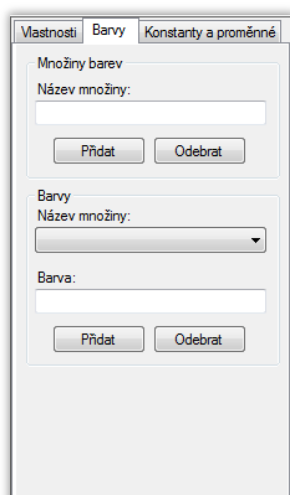 Vlastnosti Barvy Konstanty a proměnné
Množiny barev
Název množiny:
Přidat Odebrat
Barvy
Název množiny:
Barva:
Přidat Odebrat